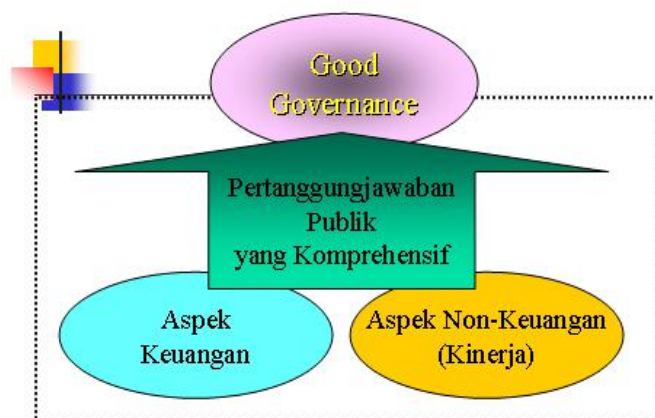 Good
Governance
Pertanggungjawaban
Publik
yang Komprehensif
Aspek
Keuangan
Aspek Non-Keuangan
(Kinerja)